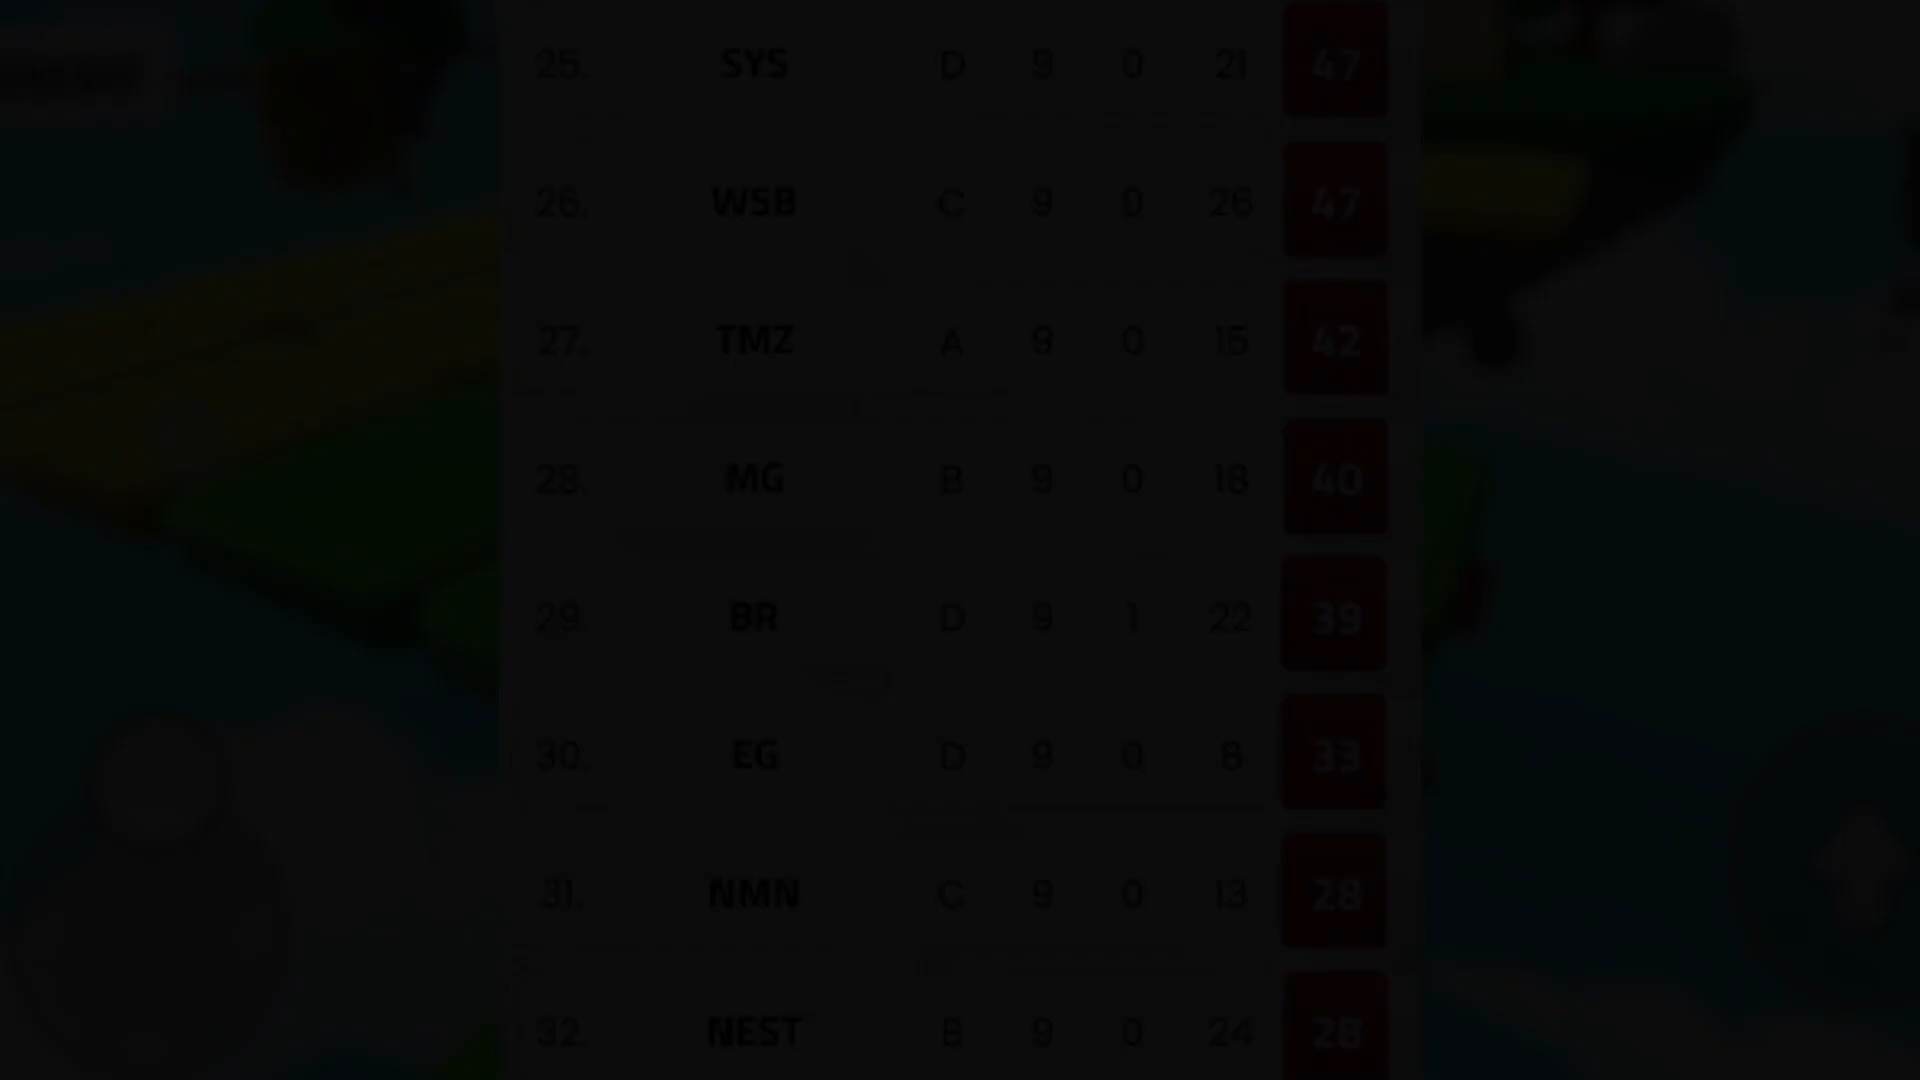 25. SYS D 9 0 21 47
26. WSB C 9 0 26 47
27. TMZ A 9 0 15 42
28. MG B 9 0 16 40
29. BR D 9 1 22 39
30. EG D 9 0 8 33
31. NMN C 9 0 13 28
32. NEST B 9 0 24 28